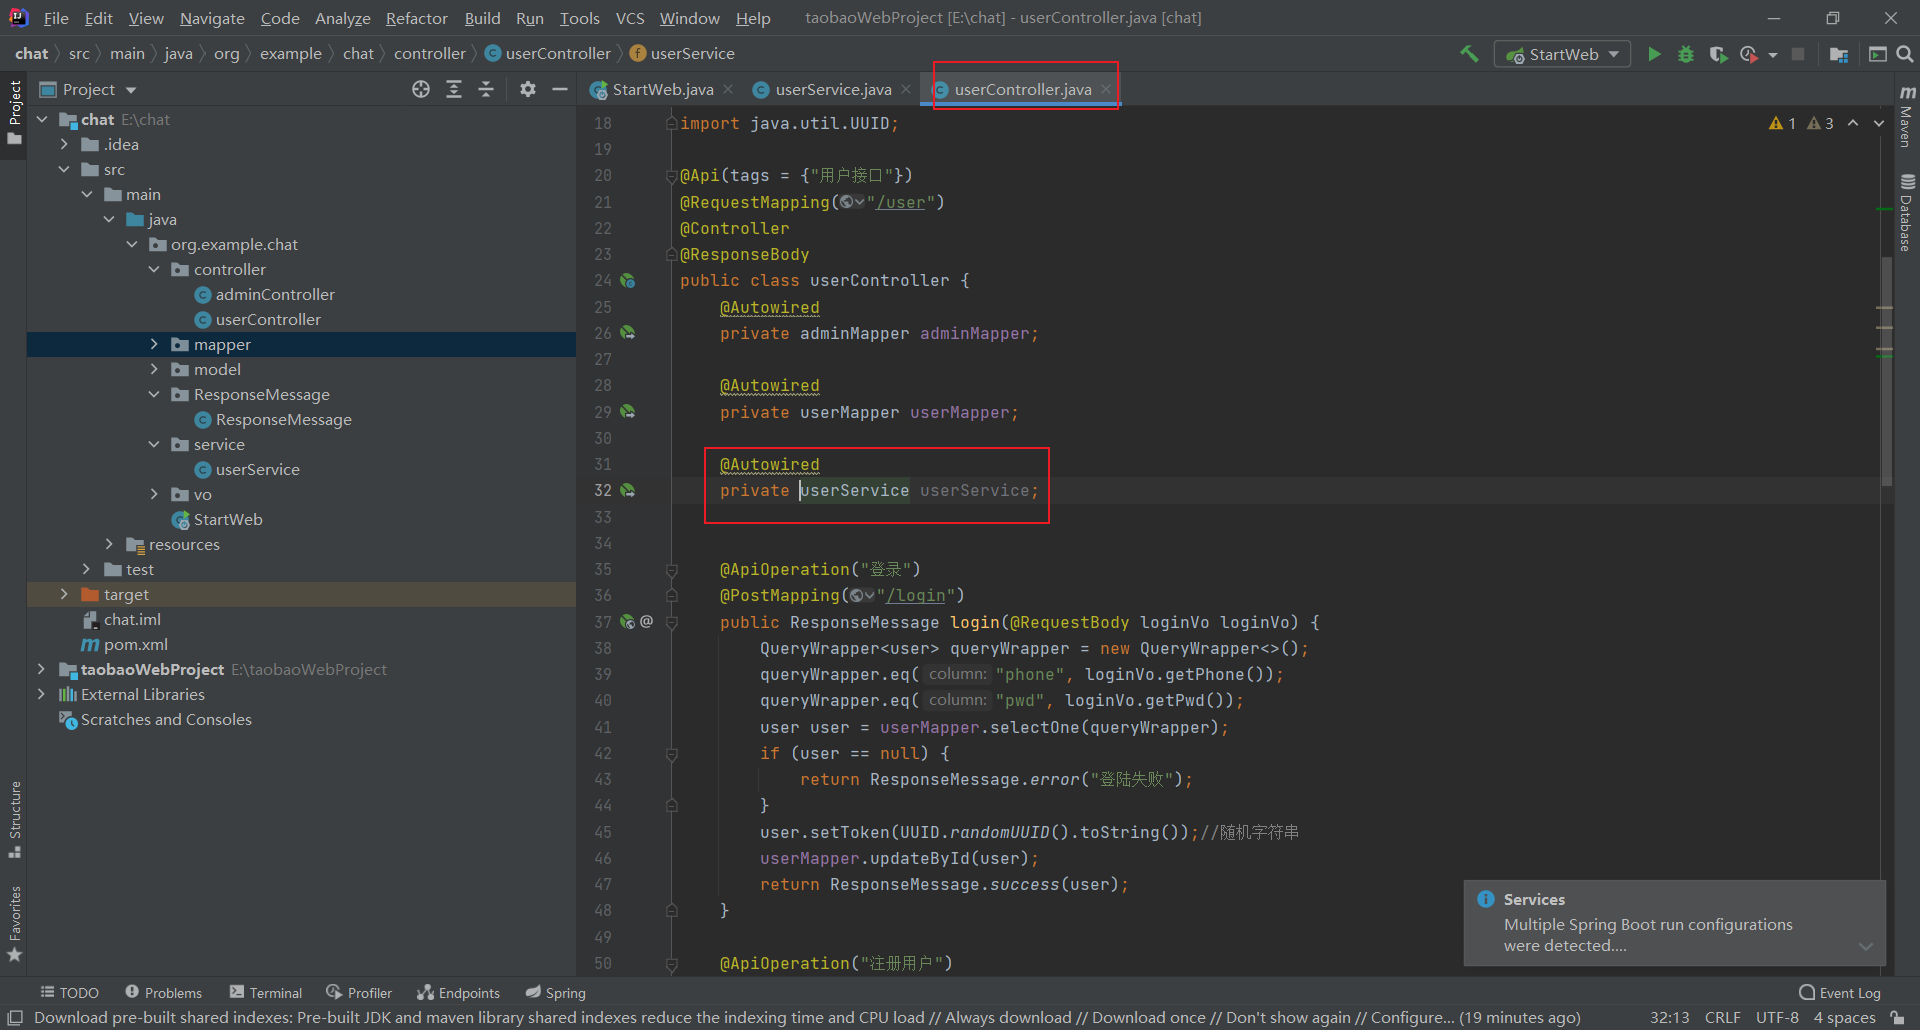 File Edit View Navigate Code Analyze Refactor Build Run Tools VCS Window Help taobaoWebProject [E:\chat] - userController.java [chat]
chat src main java org example chat controller userController userService StartWeb
Project
StartWeb.java userService.java userController.java
chat E:\chat
.idea
src
main
java
org.example.chat
controller
adminController
userController
mapper
model
ResponseMessage
ResponseMessage
service
userService
vo
StartWeb
resources
test
target
chat.iml
pom.xml
taobaoWebProject E:\taobaoWebProject
External Libraries
Scratches and Consoles
Project
Structure
Favorites
1 3
18 import java.util.UUID;
19
20 @Api(tags = {"用户接口"})
21 @RequestMapping("/user")
22 @Controller
23 @ResponseBody
24 public class userController {
25 @Autowired
26 private adminMapper adminMapper;
27
28 @Autowired
29 private userMapper userMapper;
30
31 @Autowired
32 private userService userService;
33
34
35 @ApiOperation("登录")
36 @PostMapping("/login")
37 @ public ResponseMessage login(@RequestBody loginVo loginVo) {
38 QueryWrapper<user> queryWrapper = new QueryWrapper<>();
39 queryWrapper.eq( column: "phone", loginVo.getPhone());
40 queryWrapper.eq( column: "pwd", loginVo.getPwd());
41 user user = userMapper.selectOne(queryWrapper);
42 if (user == null) {
43 return ResponseMessage.error("登陆失败");
44 }
45 user.setToken(UUID.randomUUID().toString());//随机字符串
46 userMapper.updateById(user);
47 return ResponseMessage.success(user);
48 }
49
50 @ApiOperation("注册用户")
Maven
Database
Services
Multiple Spring Boot run configurations
were detected....
TODO Problems Terminal Profiler Endpoints Spring Event Log
Download pre-built shared indexes: Pre-built JDK and maven library shared indexes reduce the indexing time and CPU load // Always download // Download once // Don't show again // Configure... (19 minutes ago) 32:13 CRLF UTF-8 4 spaces